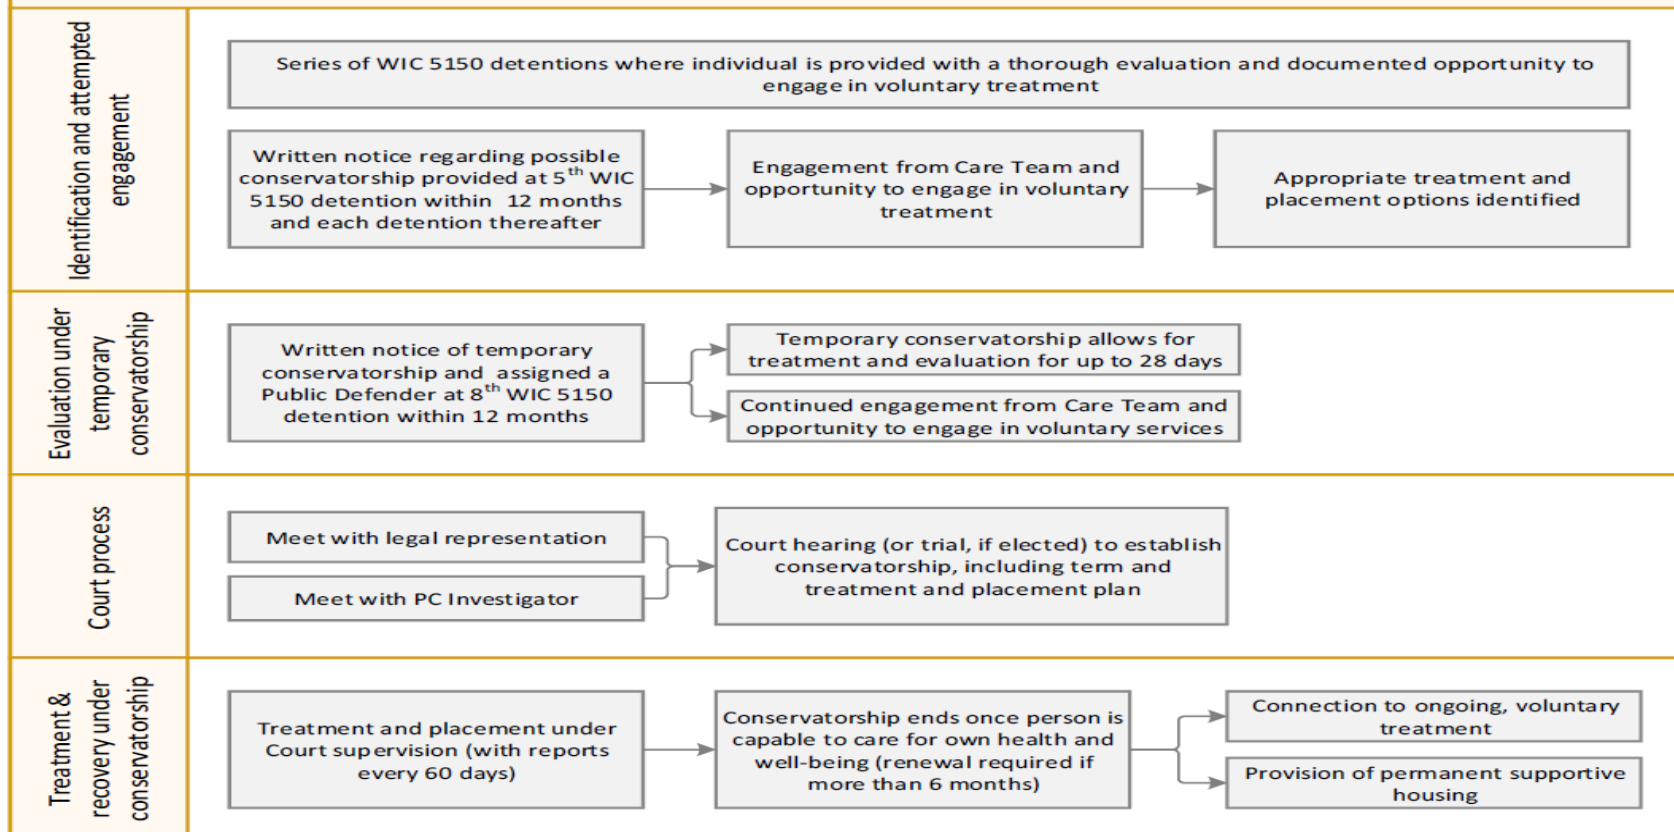 Identification and attempted
engagement
Series of WIC 5150 detentions where individual is provided with a thorough evaluation and documented opportunity to
engage in voluntary treatment
Written notice regarding possible
conservatorship provided at 5th WIC
5150 detention within 12 months
and each detention thereafter
Engagement from Care Team and
opportunity to engage in voluntary
treatment
Appropriate treatment and
placement options identified
Evaluation under
temporary
conservatorship
Written notice of temporary
conservatorship and assigned a
Public Defender at 8th WIC 5150
detention within 12 months
Temporary conservatorship allows for
treatment and evaluation for up to 28 days
Continued engagement from Care Team and
opportunity to engage in voluntary services
Court process
Meet with legal representation
Meet with PC Investigator
Court hearing (or trial, if elected) to establish
conservatorship, including term and
treatment and placement plan
Treatment &
recovery under
conservatorship
Treatment and placement under
Court supervision (with reports
every 60 days)
Conservatorship ends once person is
capable to care for own health and
well-being (renewal required if
more than 6 months)
Connection to ongoing, voluntary
treatment
Provision of permanent supportive
housing